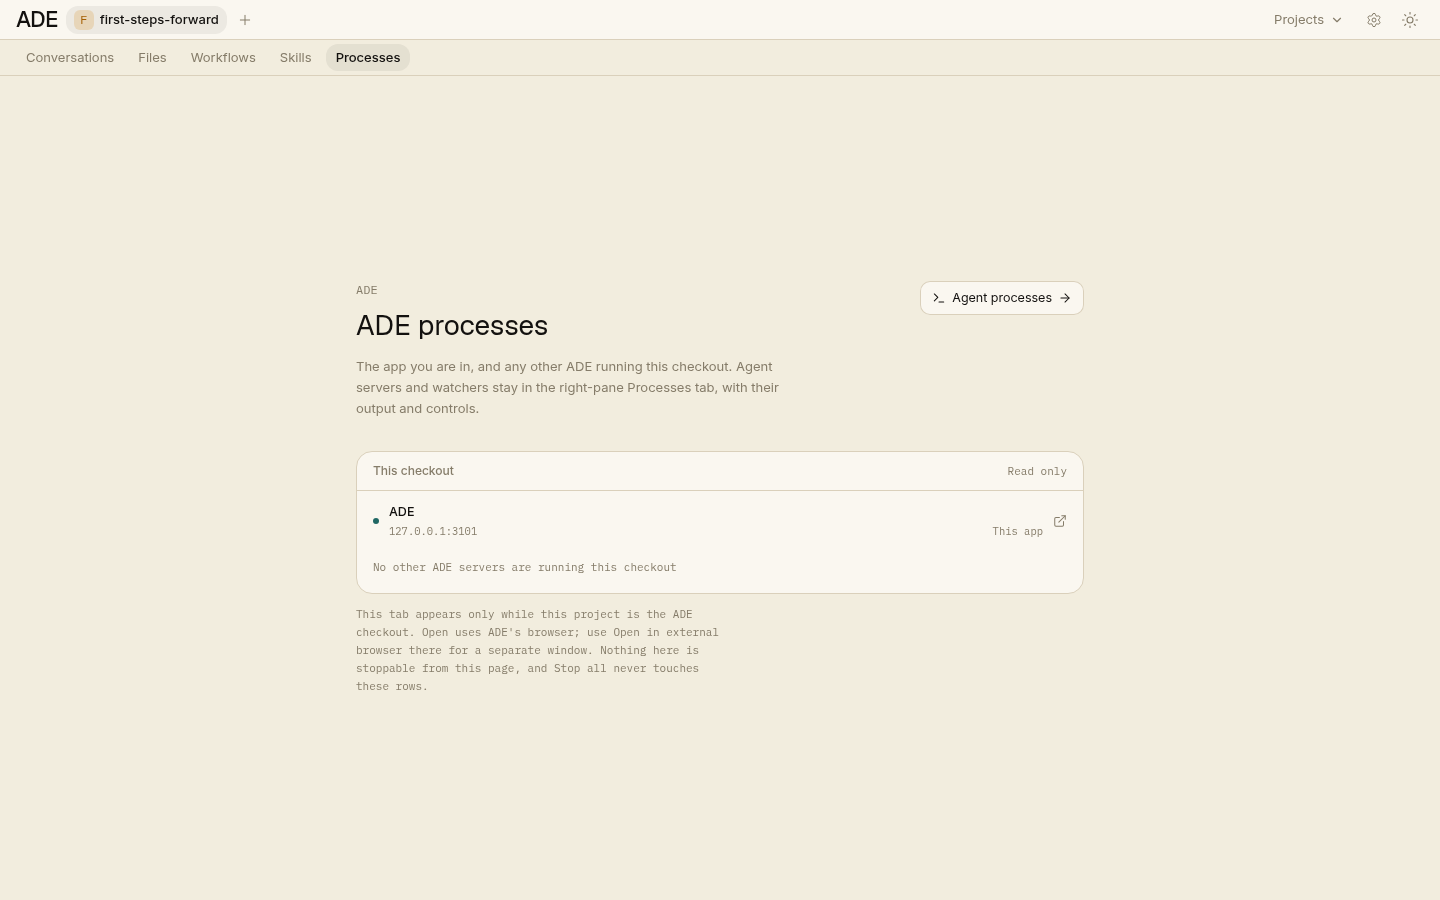 ADE
F
first-steps-forward
Projects
Conversations
Files
Workflows
Skills
Processes
ADE
Agent processes
ADE processes
The app you are in, and any other ADE running this checkout. Agent
servers and watchers stay in the right-pane Processes tab, with their
output and controls.
This checkout
Read only
ADE
127.0.0.1:3101
This app
No other ADE servers are running this checkout
This tab appears only while this project is the ADE
checkout. Open uses ADE's browser; use Open in external
browser there for a separate window. Nothing here is
stoppable from this page, and Stop all never touches
these rows.